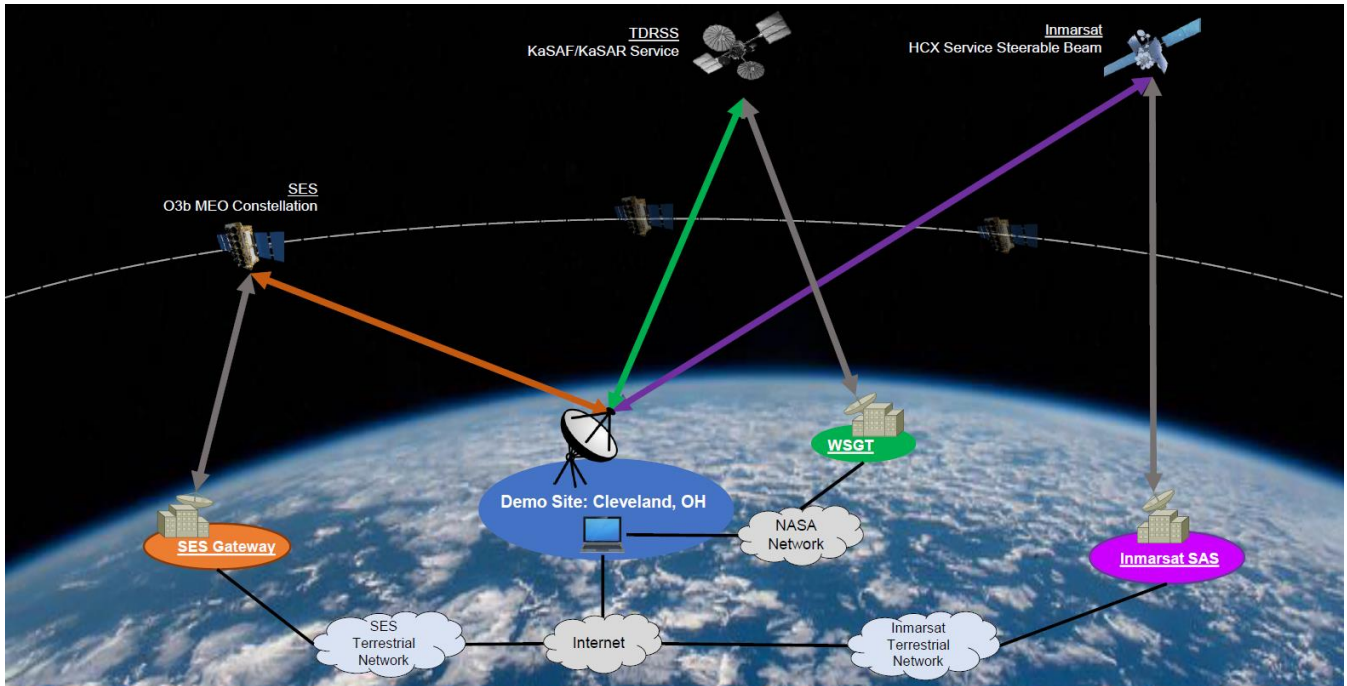 TDRSS
KaSAF/KaSAR Service
Inmarsat
HCX Service Steerable Beam
SES
O3b MEO Constellation
WSGT
Demo Site: Cleveland, OH
NASA
Network
SES Gateway
Inmarsat SAS
SES
Terrestrial
Network
Internet
Inmarsat
Terrestrial
Network